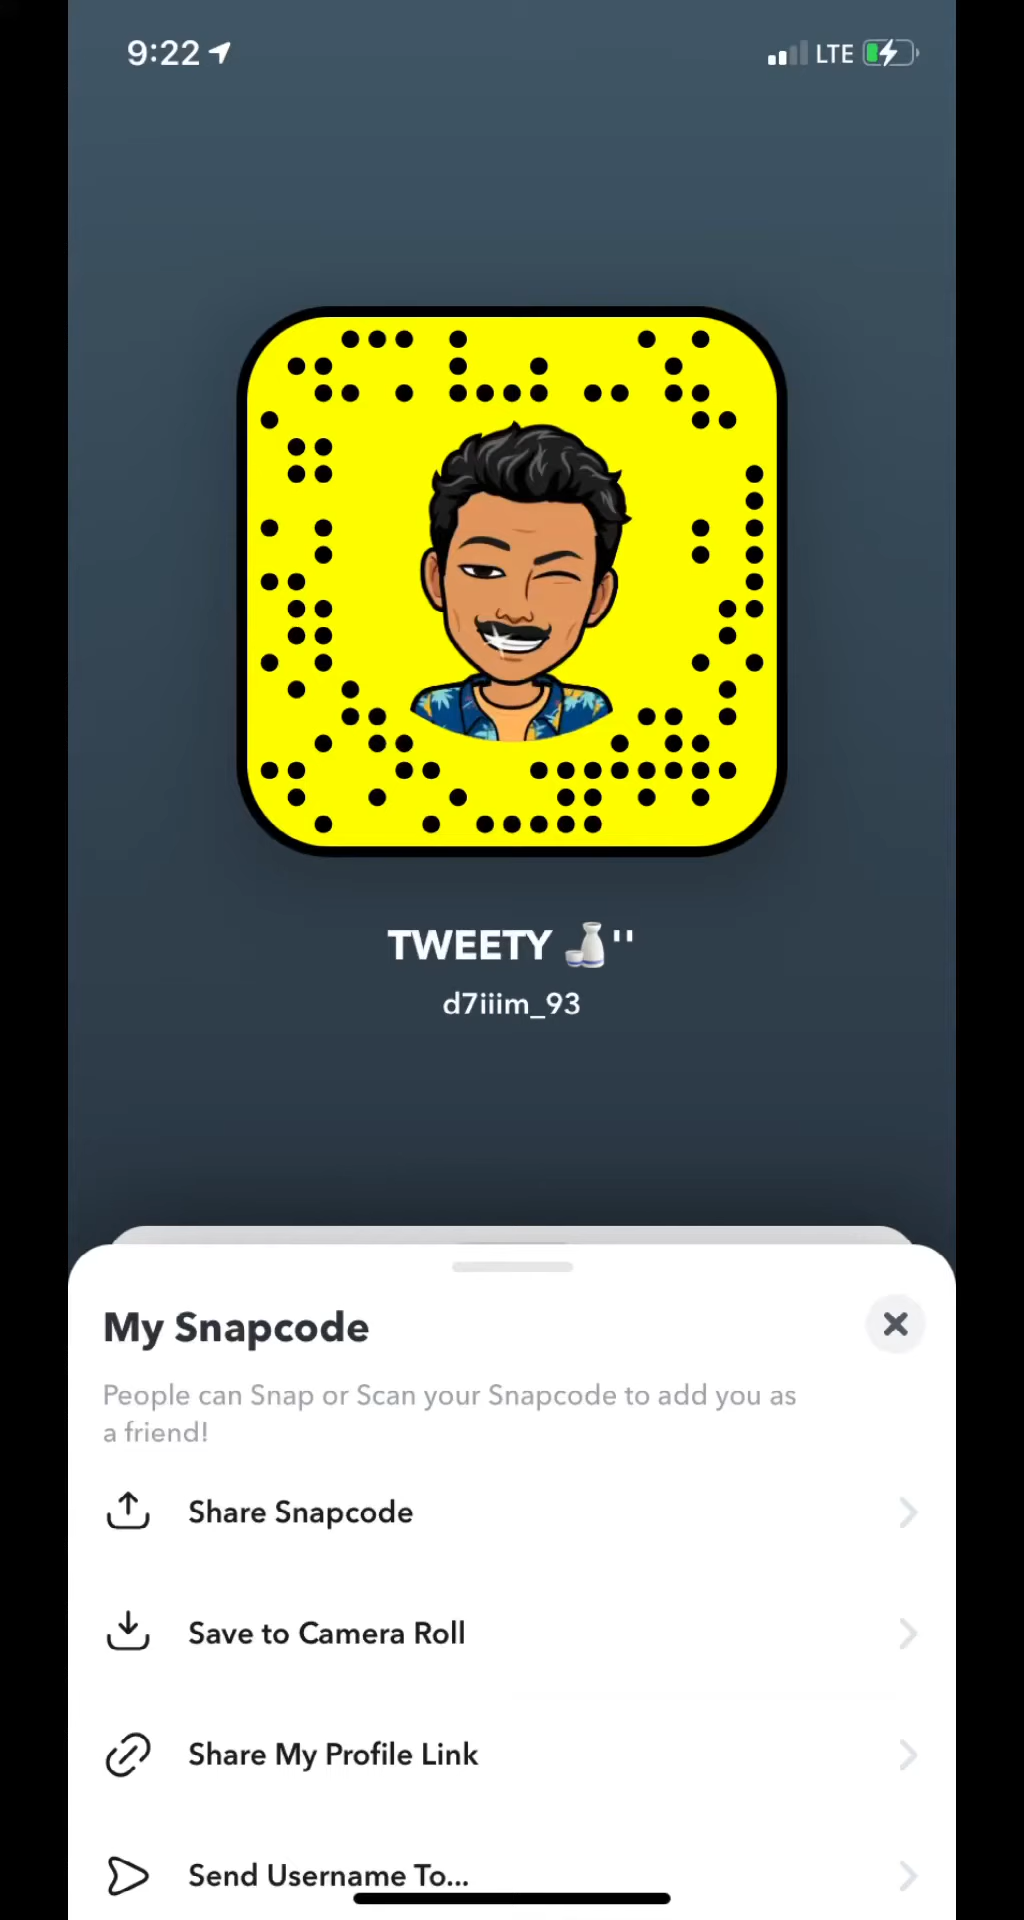 9:22
LTE
TWEETY 🍶''
d7iiim_93
My Snapcode
People can Snap or Scan your Snapcode to add you as
a friend!
Share Snapcode
Save to Camera Roll
Share My Profile Link
Send Username To...